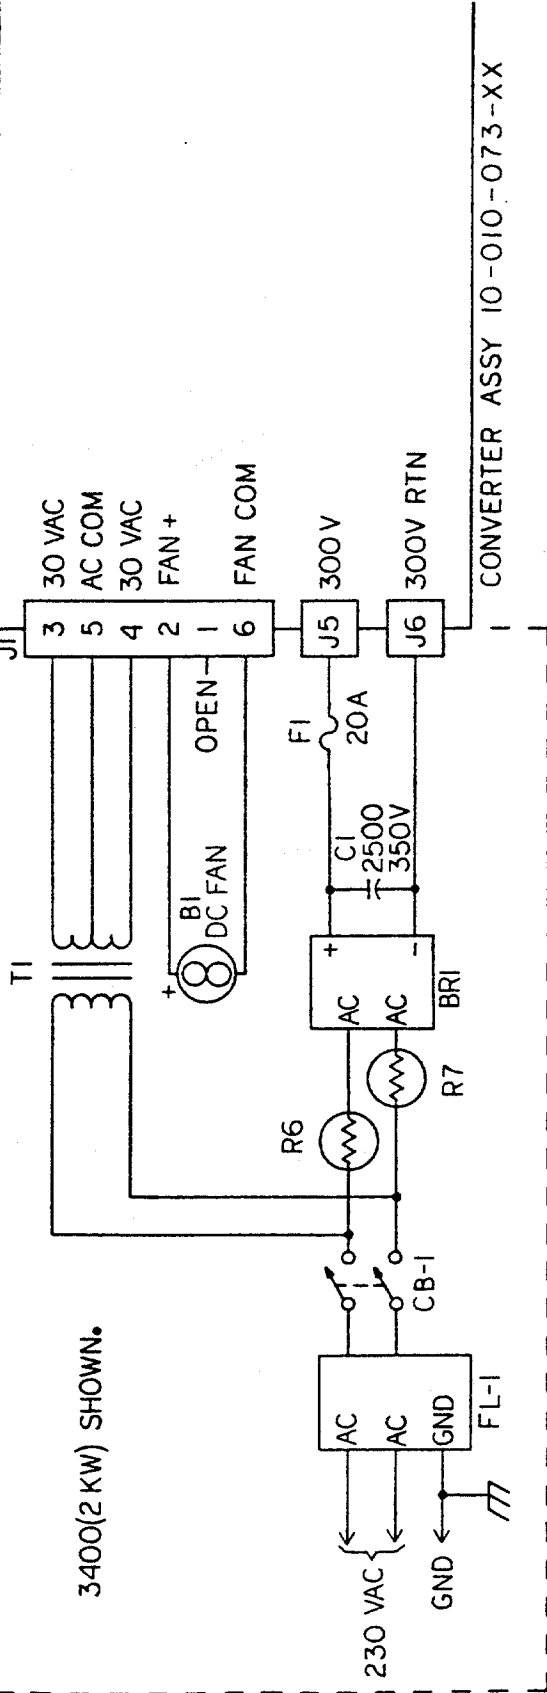 3400(2 KW) SHOWN.
T1
J1
3
30 VAC
5
AC COM
4
30 VAC
2
FAN +
1
OPEN
6
FAN COM
+
B1
DC FAN
230 VAC
GND
AC
AC
GND
FL-1
CB-1
R6
R7
AC
AC
+
-
BR1
C1
2500
350V
F1
20A
J5
300V
J6
300V RTN
CONVERTER ASSY 10-010-073-XX